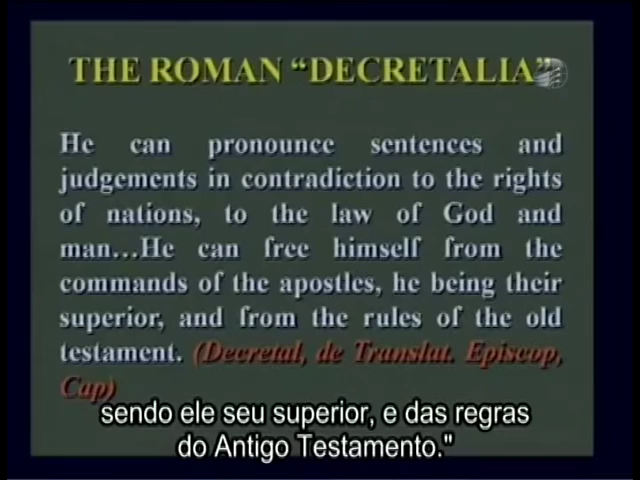 THE ROMAN “DECRETALIA”
He can pronounce sentences and
judgements in contradiction to the rights
of nations, to the law of God and
man...He can free himself from the
commands of the apostles, he being their
superior, and from the rules of the old
testament. (Decretal, de Translat. Episcop,
Cap)
sendo ele seu superior, e das regras
do Antigo Testamento."